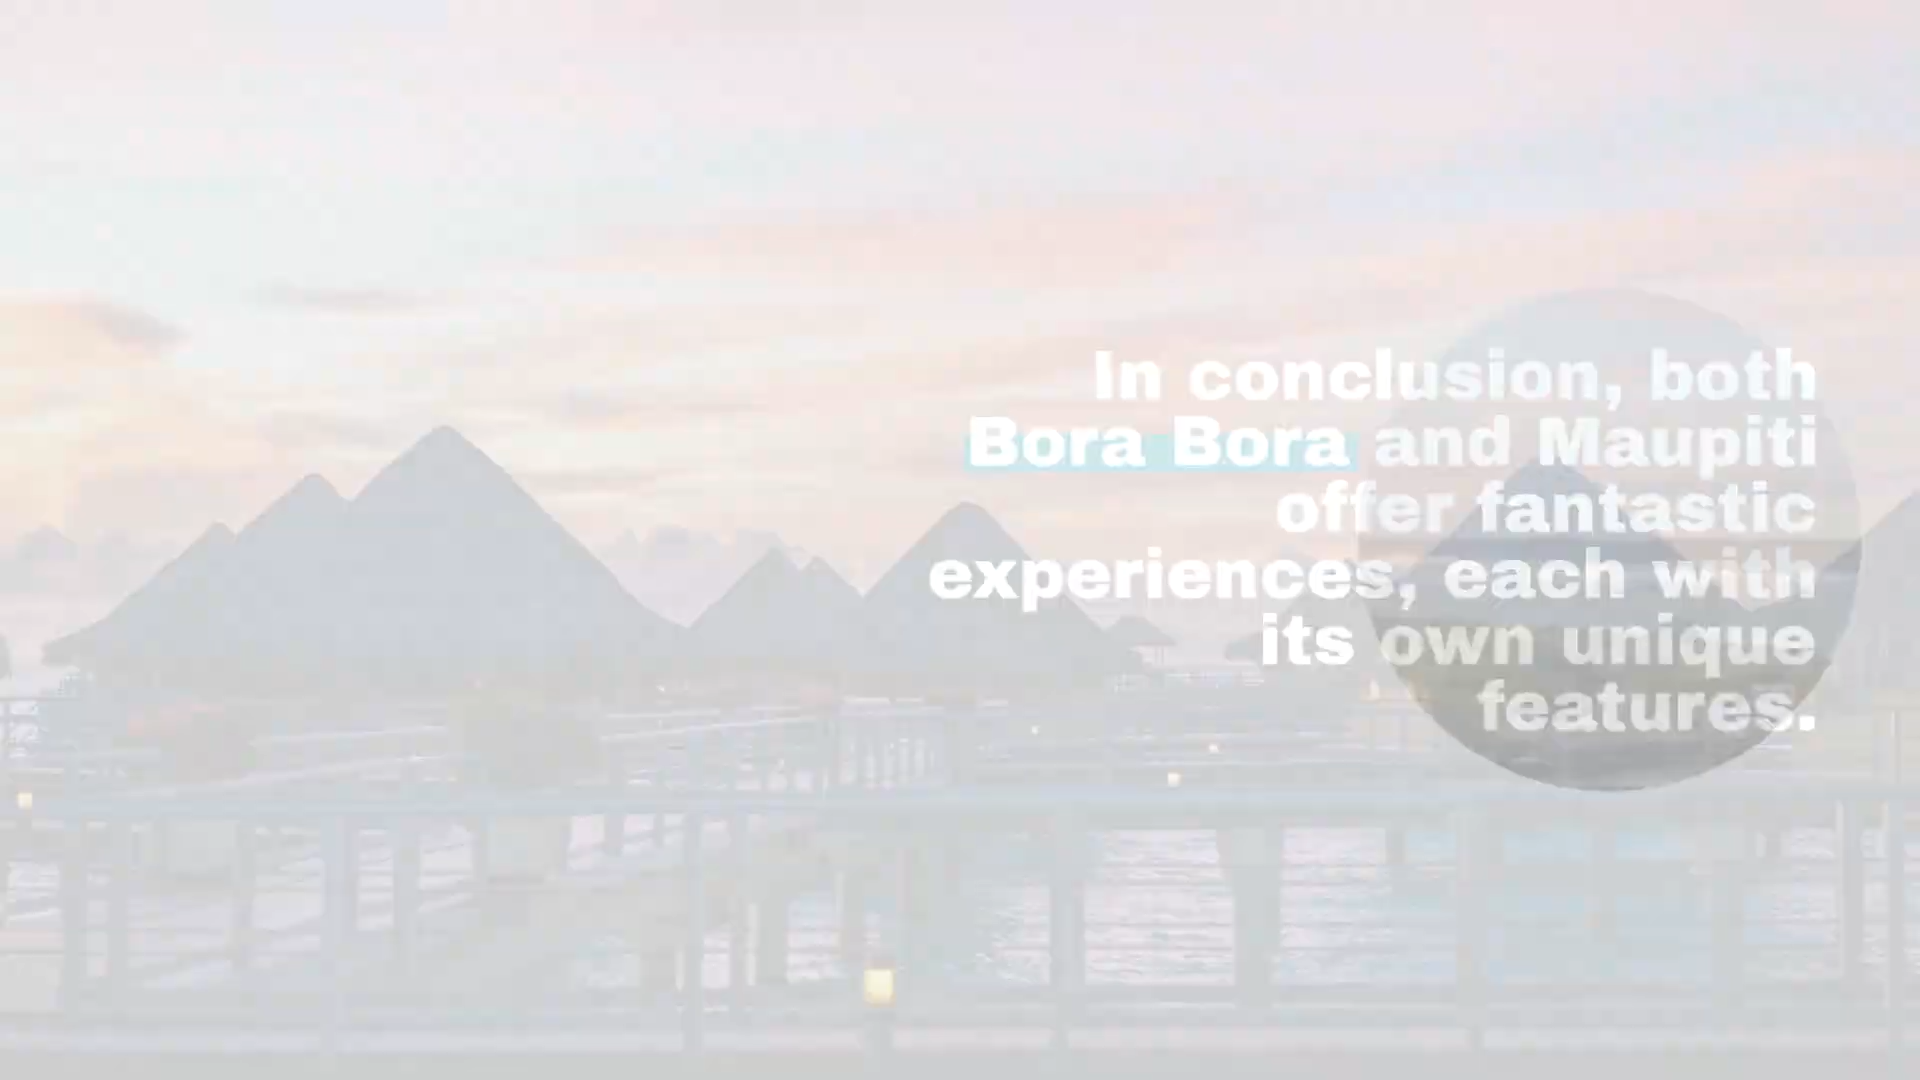 In conclusion, both
Bora Bora and Maupiti
offer fantastic
experiences, each with
its own unique
features.